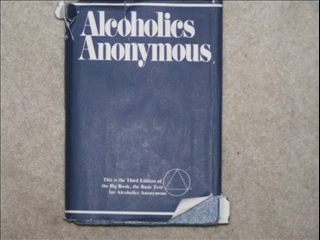 Alcoholics
Anonymous
This is the Third Edition of
the Big Book, the Basic Text
for Alcoholics Anonymous